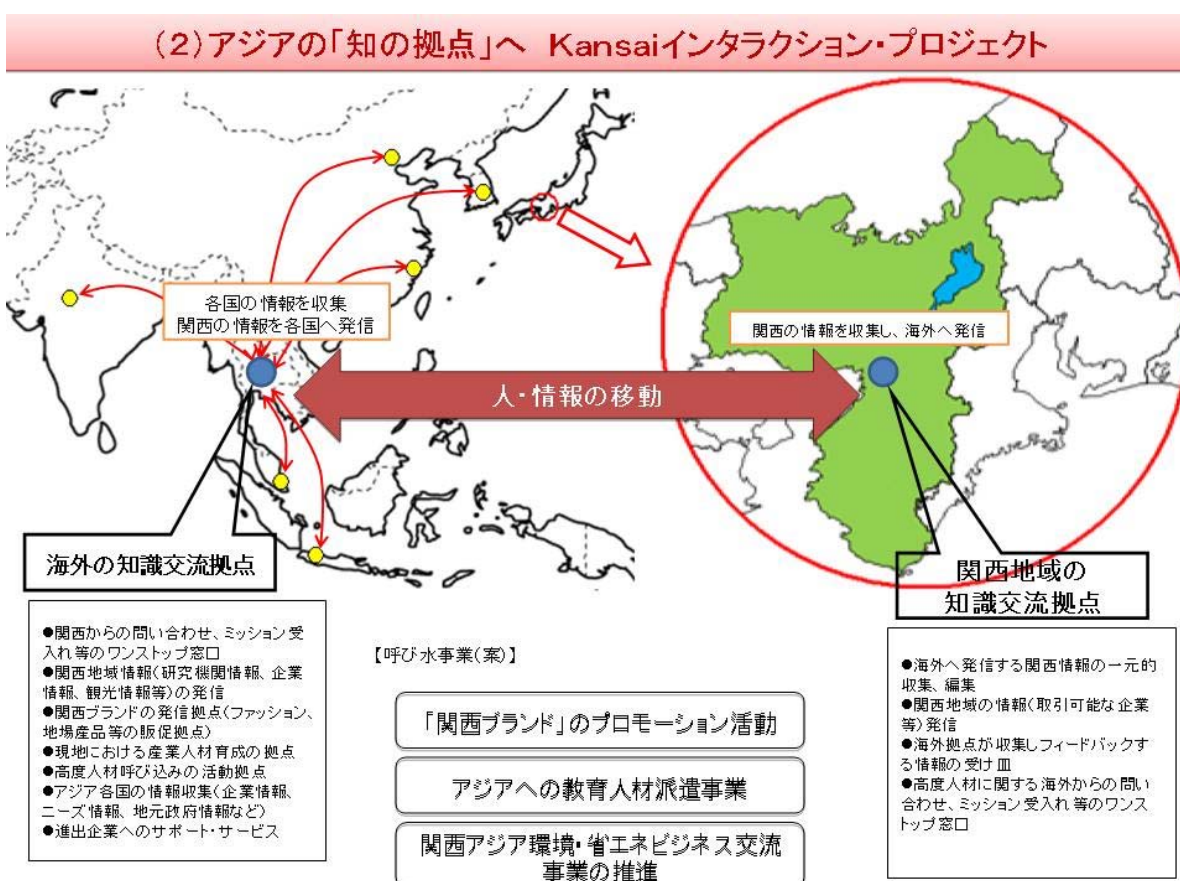 (2)アジアの「知の拠点」へ Kansaiインタラクション・プロジェクト
各国の情報を収集
関西の情報を各国へ発信
関西の情報を収集し、海外へ発信
人・情報の移動
海外の知識交流拠点
関西地域の
知識交流拠点
●関西からの問い合わせ、ミッション受
入れ等のワンストップ窓口
●関西地域情報(研究機関情報、企業
情報、観光情報等)の発信
●関西ブランドの発信拠点(ファッション、
地場産品等の販促拠点)
●現地における産業人材育成の拠点
●高度人材呼び込みの活動拠点
●アジア各国の情報収集(企業情報、
ニーズ情報、地元政府情報など)
●進出企業へのサポート・サービス
【呼び水事業(案)】
「関西ブランド」のプロモーション活動
アジアへの教育人材派遣事業
関西アジア環境・省エネビジネス交流
事業の推進
●海外へ発信する関西情報の一元的
収集、編集
●関西地域の情報(取引可能な企業
等)発信
●海外拠点が収集しフィードバックす
る情報の受け皿
●高度人材に関する海外からの問い
合わせ、ミッション受入れ等のワンス
トップ窓口